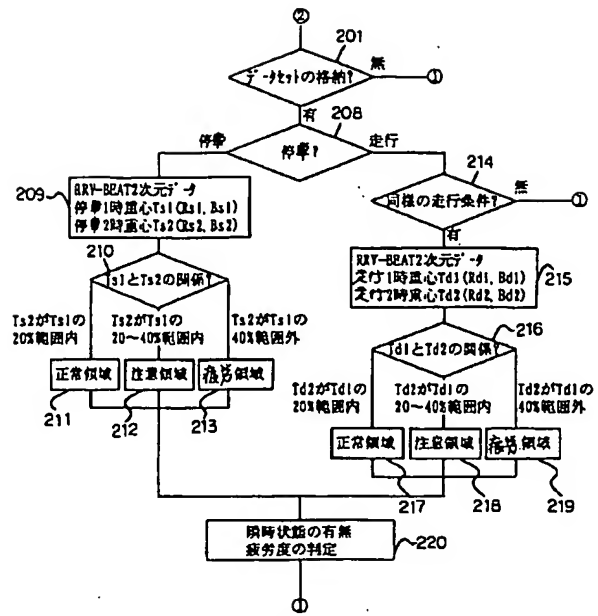 ②
201
データセットの格納?
無
①
有
208
停車?
停車
走行
214
同様の走行条件?
無
①
有
209
RRV-BEAT2次元データ
停車1時重心Ts1(Rs1, Bs1)
停車2時重心Ts2(Rs2, Bs2)
210
Ts1とTs2の関係?
Ts2がTs1の
20%範囲内
Ts2がTs1の
20〜40%範囲内
Ts2がTs1の
40%範囲外
正常領域
注意領域
疲労領域
211
212
213
RRV-BEAT2次元データ
走行1時重心Td1(Rd1, Bd1)
走行2時重心Td2(Rd2, Bd2)
215
216
Td1とTd2の関係?
Td2がTd1の
20%範囲内
Td2がTd1の
20〜40%範囲内
Td2がTd1の
40%範囲外
正常領域
注意領域
疲労領域
217
218
219
瞬時状態の有無
疲労度の判定
220
①